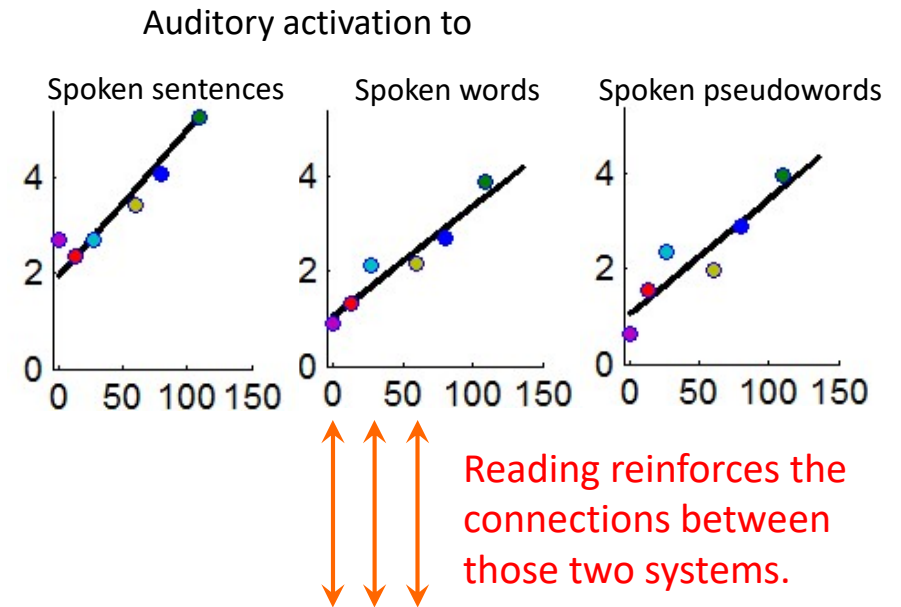 Auditory activation to
Spoken sentences
Spoken words
Spoken pseudowords
4
2
0
0 50 100 150
4
2
0
0 50 100 150
4
2
0
0 50 100 150
Reading reinforces the
connections between
those two systems.